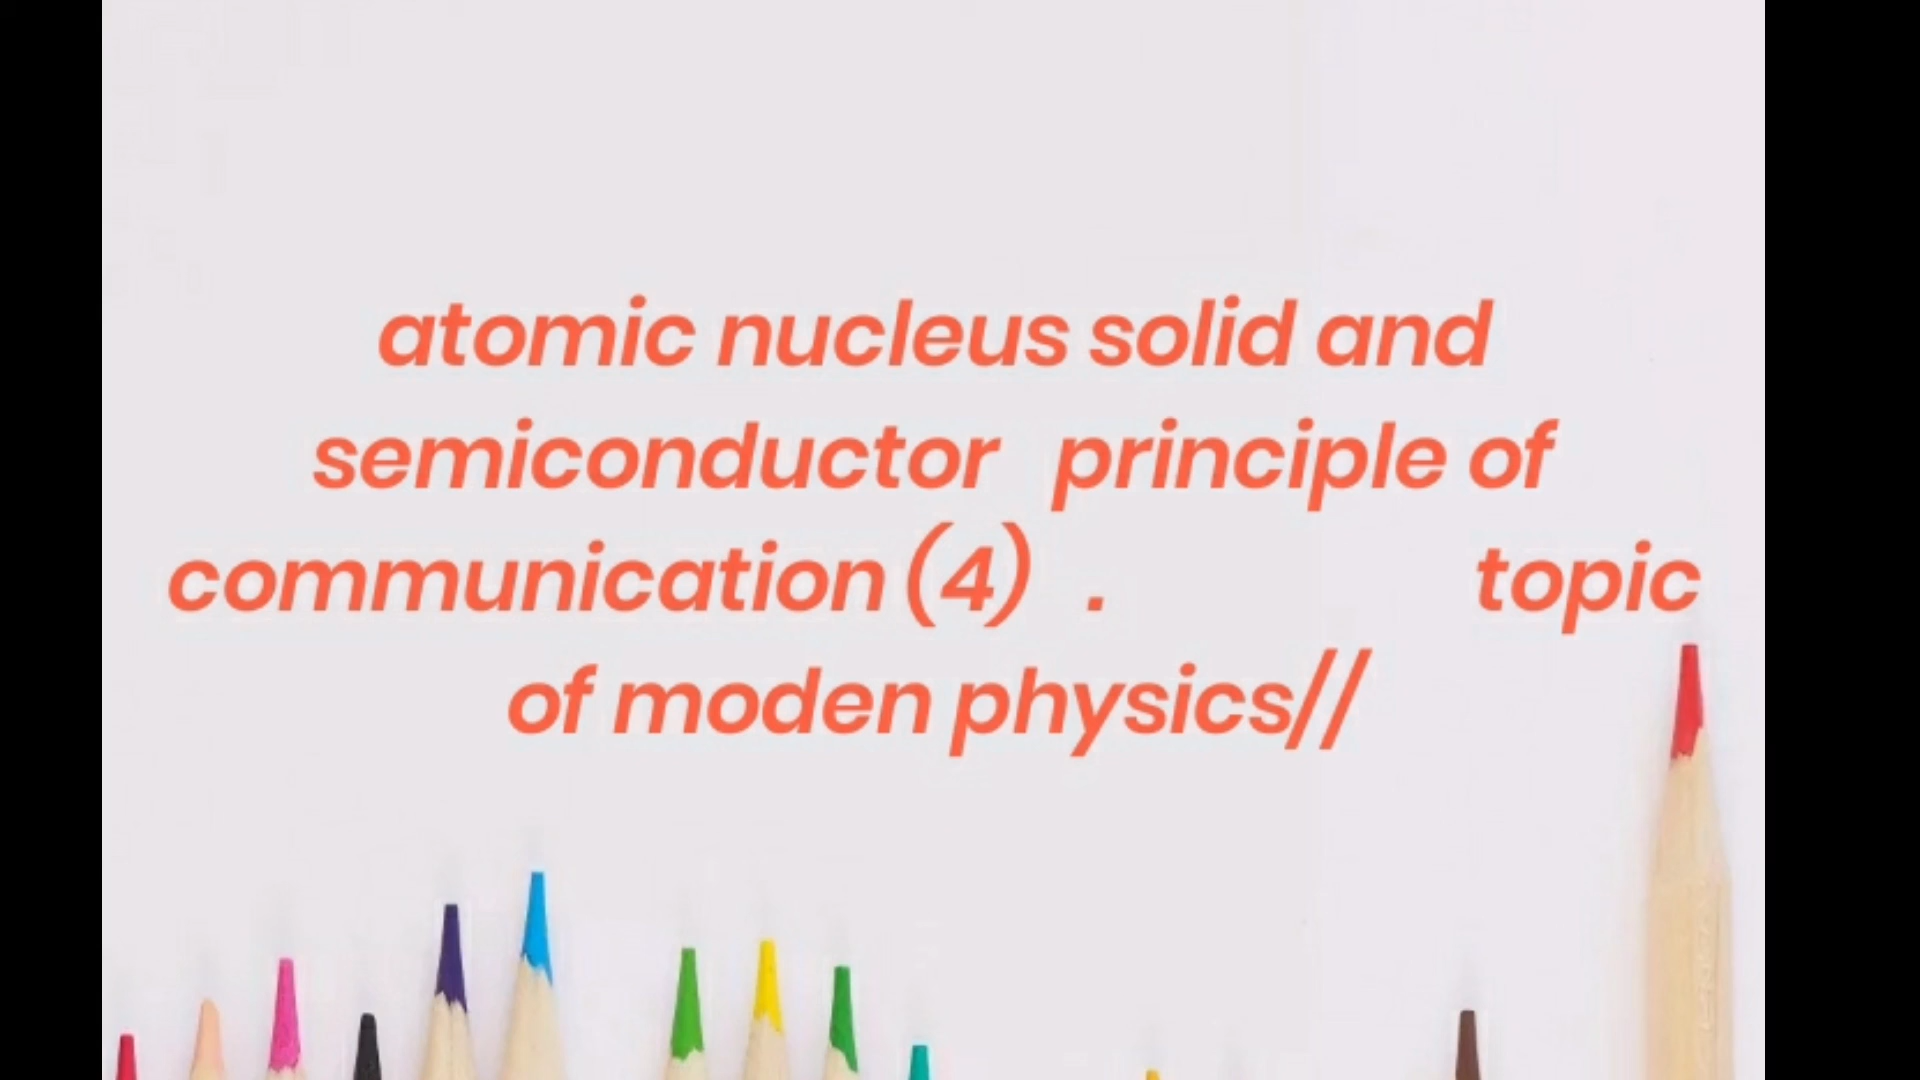 atomic nucleus solid and
semiconductor principle of
communication (4) . topic
of moden physics//